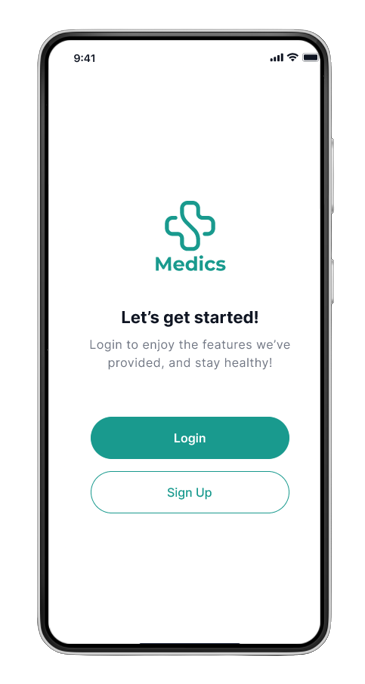 9:41
Medics
Let's get started!
Login to enjoy the features we've
provided, and stay healthy!
Login
Sign Up